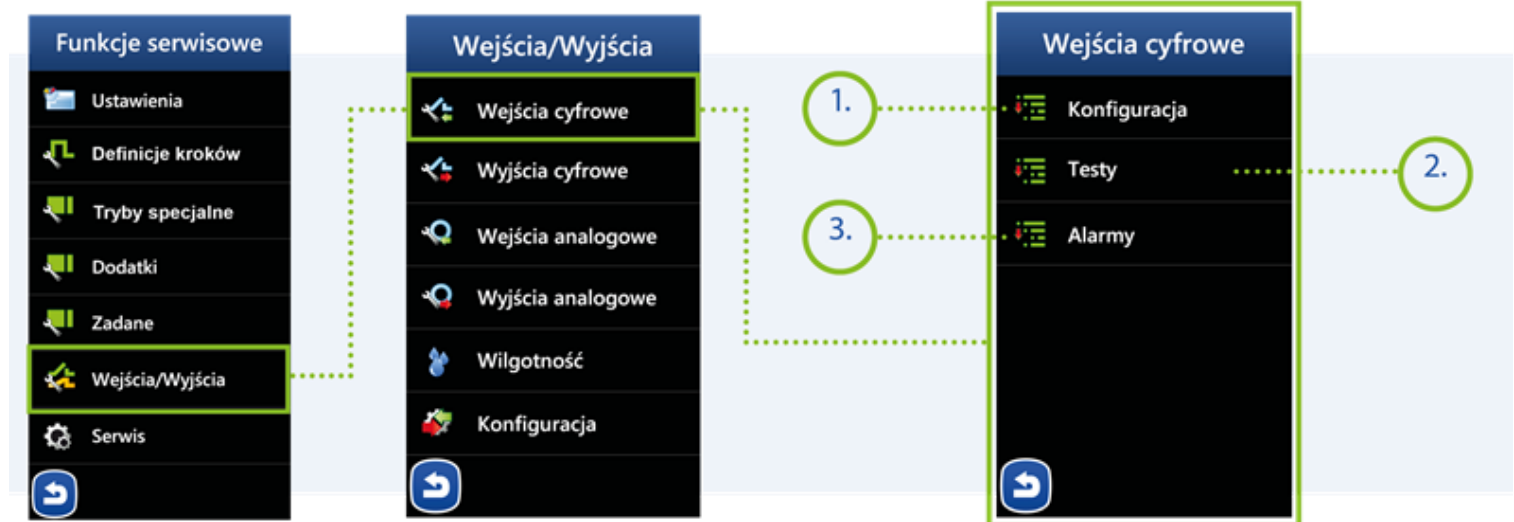 Funkcje serwisowe
Ustawienia
Definicje kroków
Tryby specjalne
Dodatki
Zadane
Wejścia/Wyjścia
Serwis
Wejścia/Wyjścia
Wejścia cyfrowe
Wyjścia cyfrowe
Wejścia analogowe
Wyjścia analogowe
Wilgotność
Konfiguracja
1.
3.
Wejścia cyfrowe
Konfiguracja
Testy
Alarmy
2.